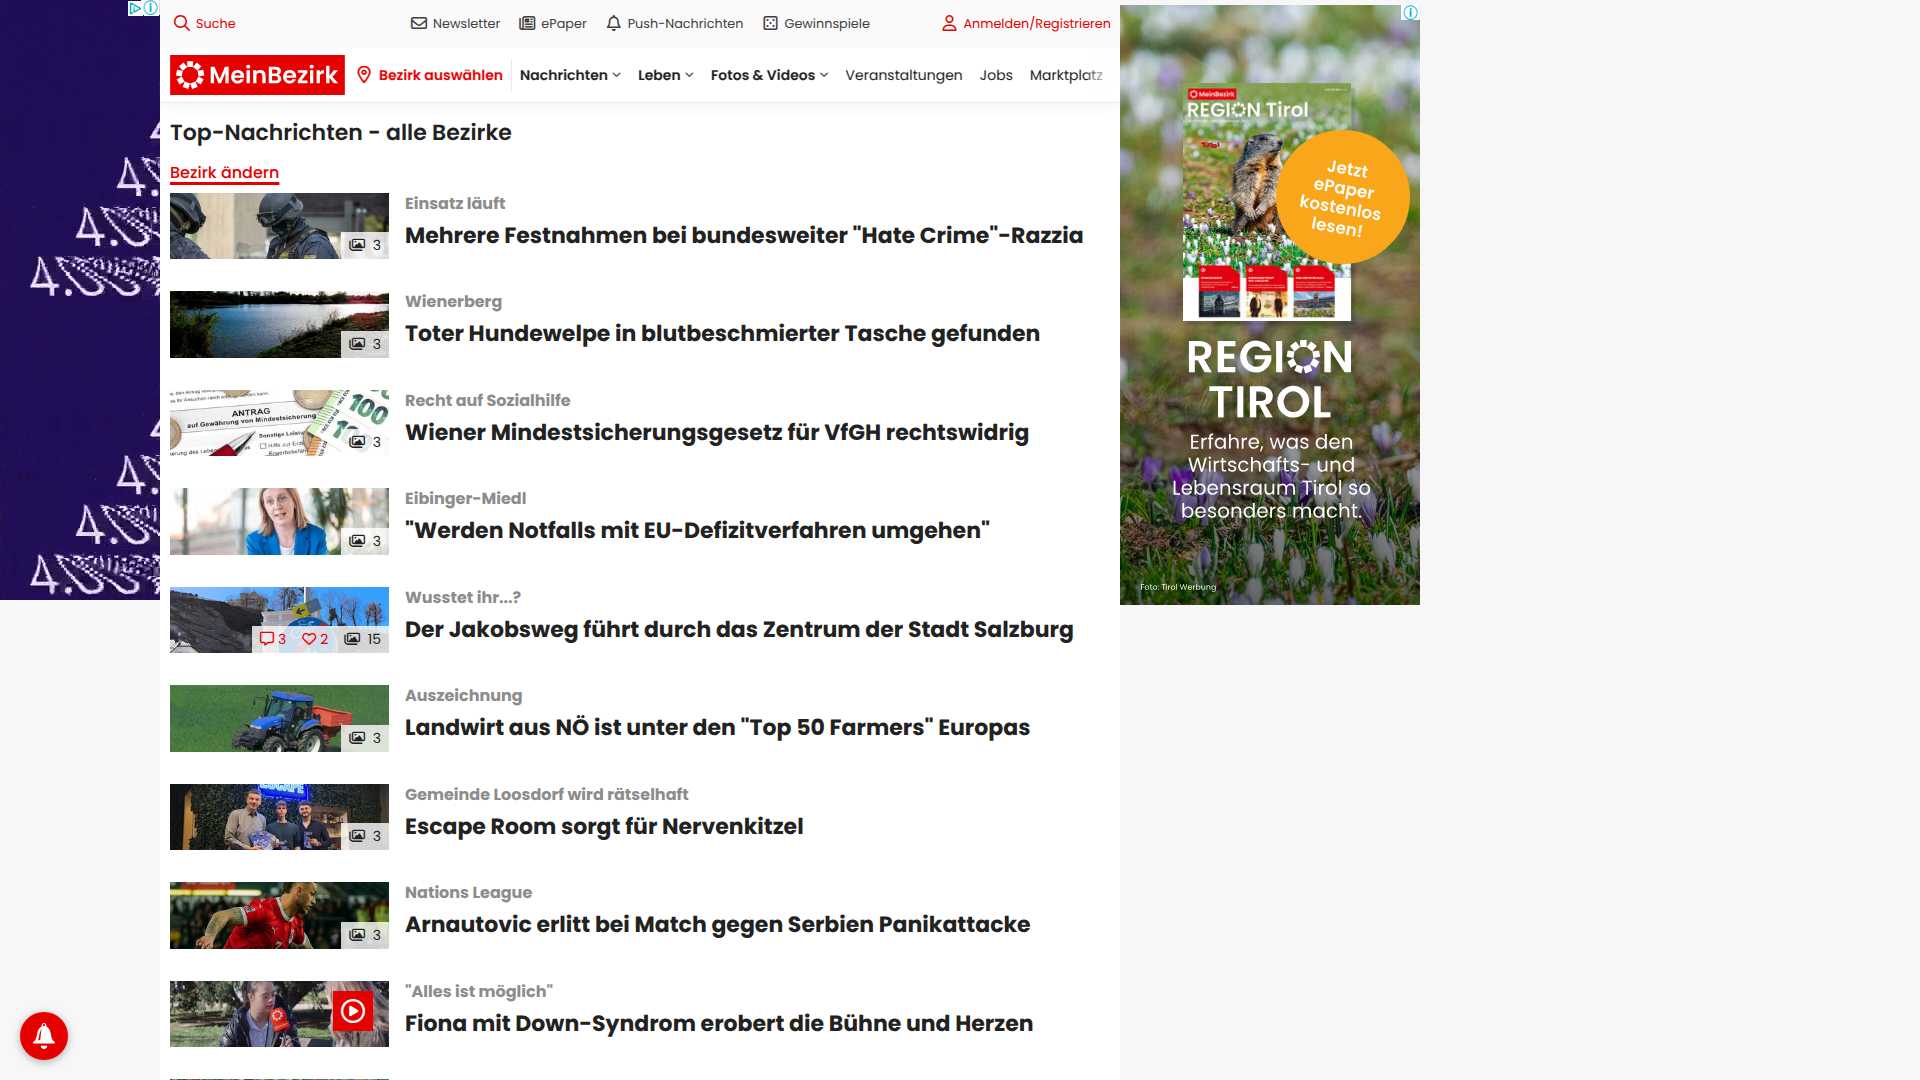 Suche
Newsletter
ePaper
Push-Nachrichten
Gewinnspiele
Anmelden/Registrieren
MeinBezirk
Bezirk auswählen
Nachrichten
Leben
Fotos & Videos
Veranstaltungen
Jobs
Marktplatz
Top-Nachrichten - alle Bezirke
Bezirk ändern
3
Einsatz läuft
Mehrere Festnahmen bei bundesweiter "Hate Crime"-Razzia
3
Wienerberg
Toter Hundewelpe in blutbeschmierter Tasche gefunden
ANTRAG
auf Gewährung von Mindestsicherung
100
3
Recht auf Sozialhilfe
Wiener Mindestsicherungsgesetz für VfGH rechtswidrig
3
Eibinger-Miedl
"Werden Notfalls mit EU-Defizitverfahren umgehen"
3 2 15
Wusstet ihr...?
Der Jakobsweg führt durch das Zentrum der Stadt Salzburg
3
Auszeichnung
Landwirt aus NÖ ist unter den "Top 50 Farmers" Europas
ESCAPE
3
Gemeinde Loosdorf wird rätselhaft
Escape Room sorgt für Nervenkitzel
3
Nations League
Arnautovic erlitt bei Match gegen Serbien Panikattacke
"Alles ist möglich"
Fiona mit Down-Syndrom erobert die Bühne und Herzen
MeinBezirk
REGION Tirol
Jetzt
ePaper
kostenlos
lesen!
REGION
TIROL
Erfahre, was den
Wirtschafts- und
Lebensraum Tirol so
besonders macht.
Foto: Tirol Werbung